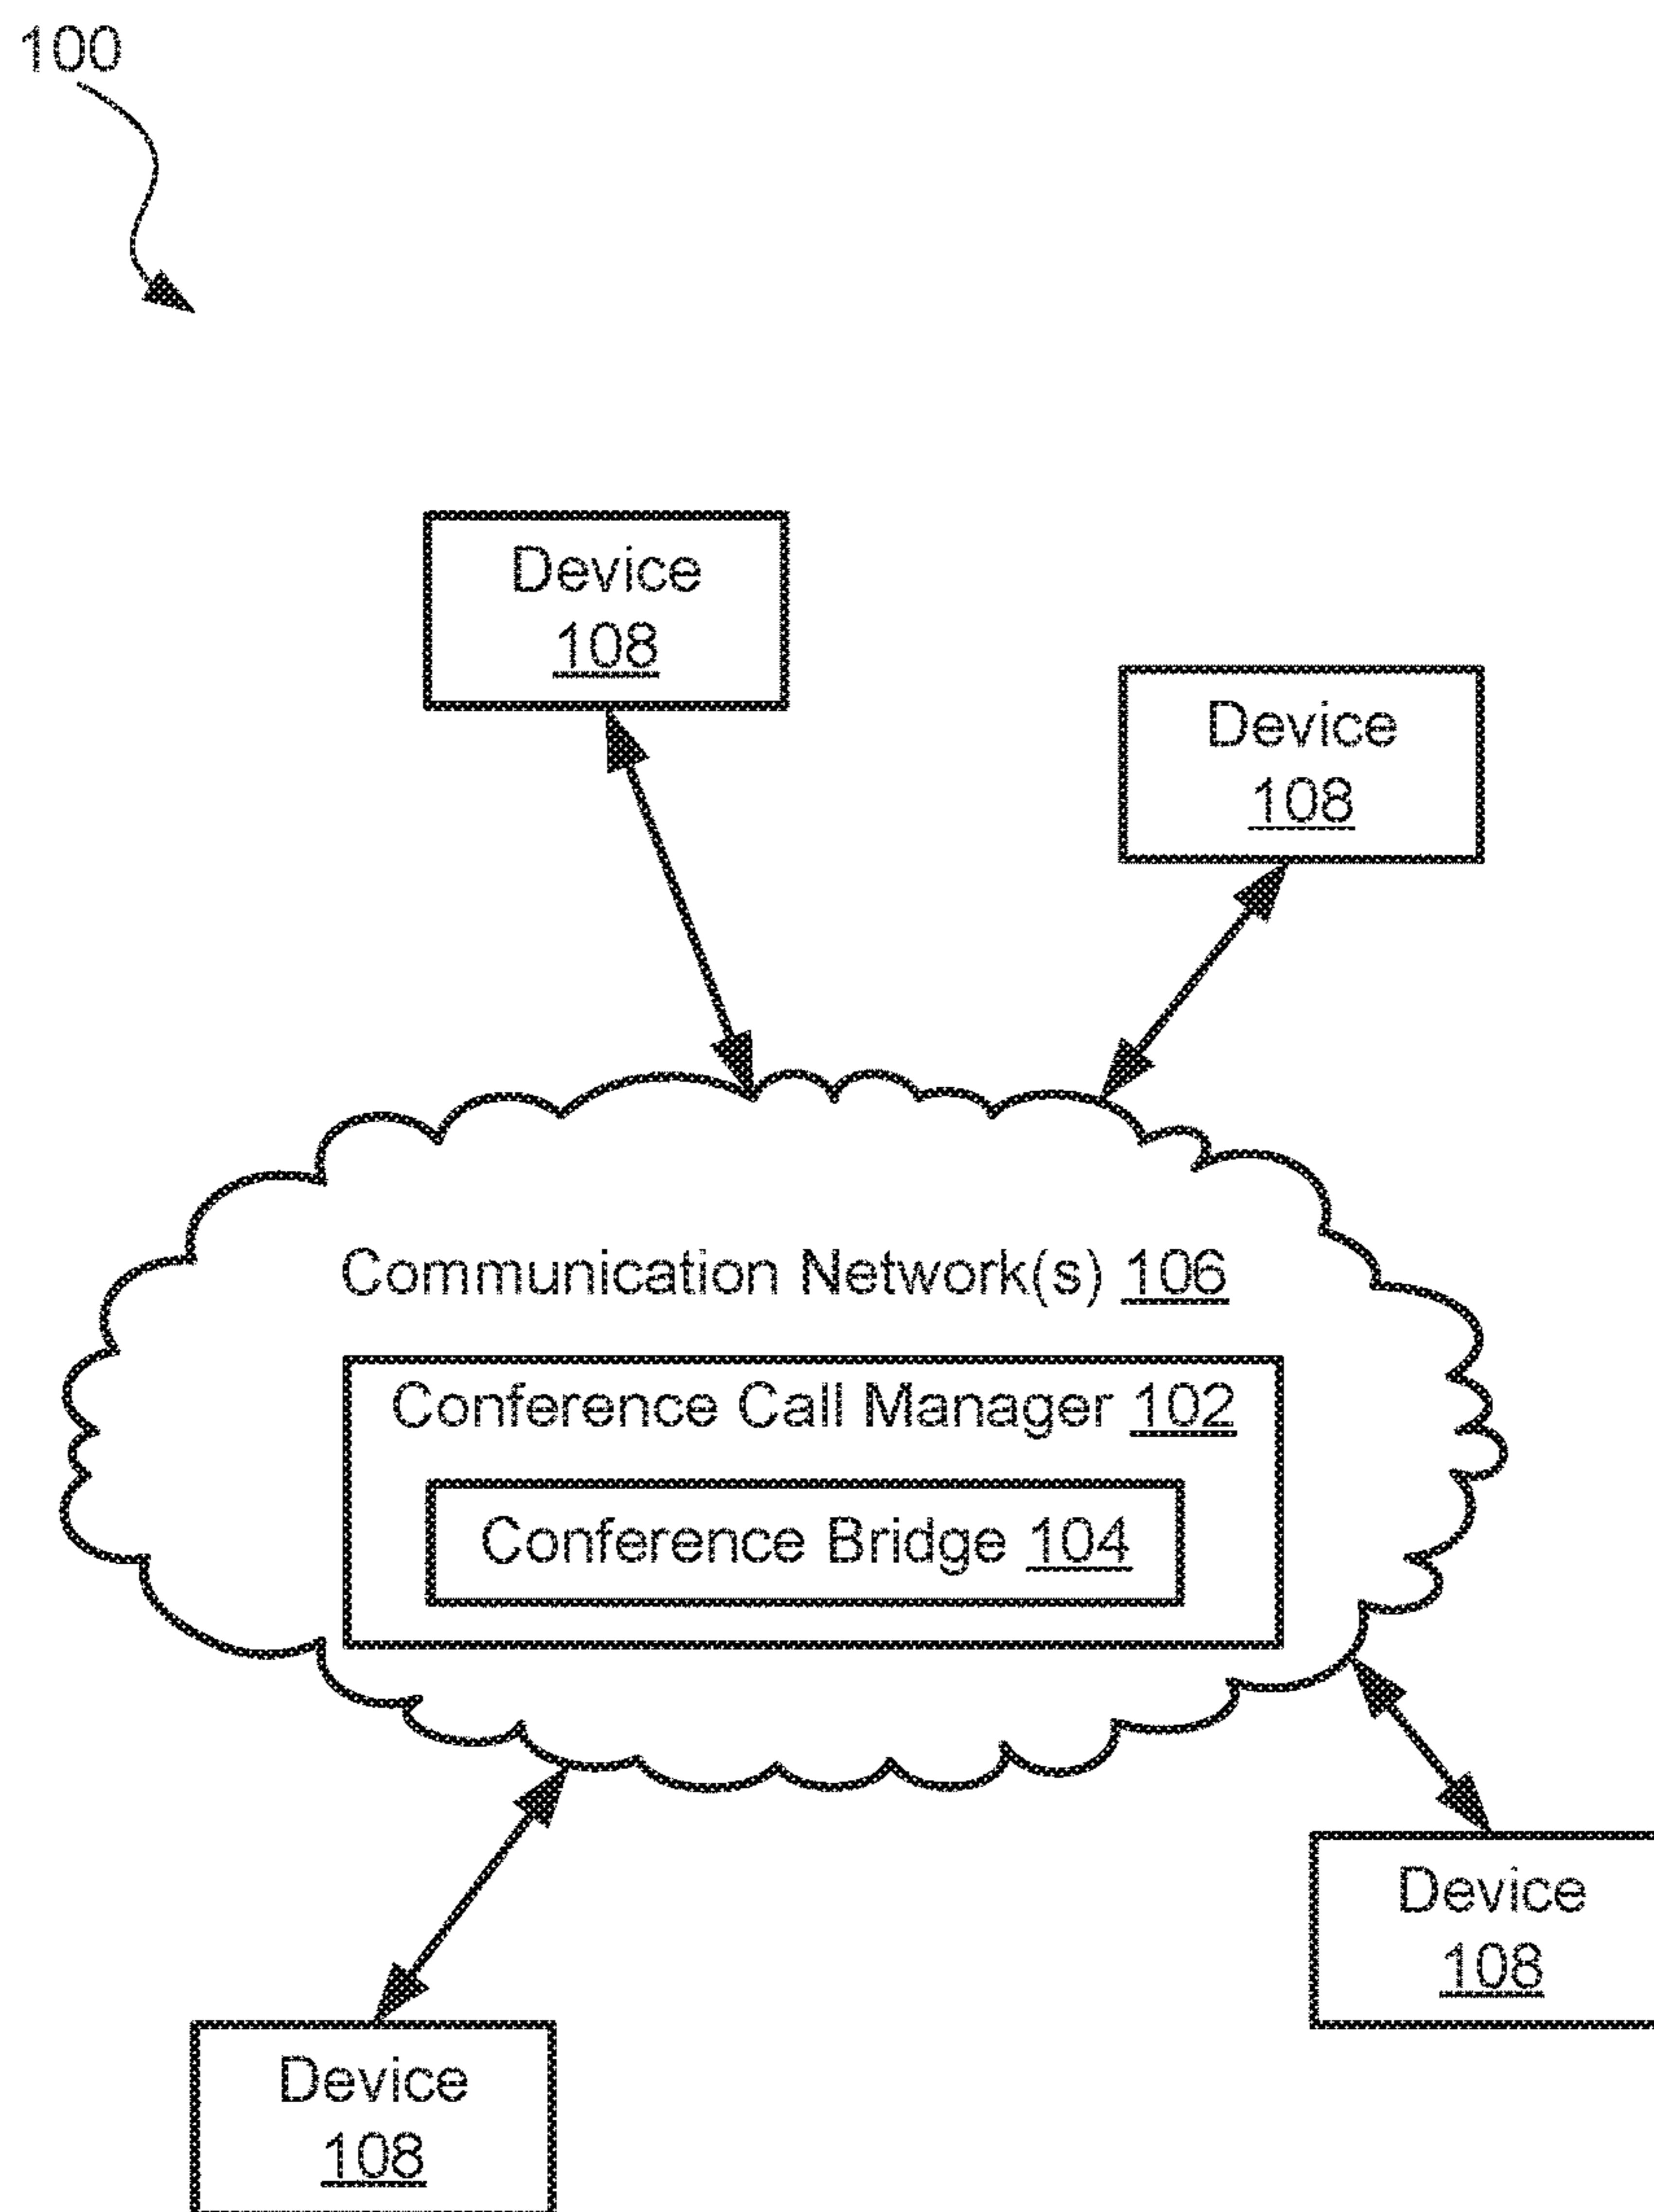 100
Device
108
Device
108
Communication Network(s) 106
Conference Call Manager 102
Conference Bridge 104
Device
108
Device
108